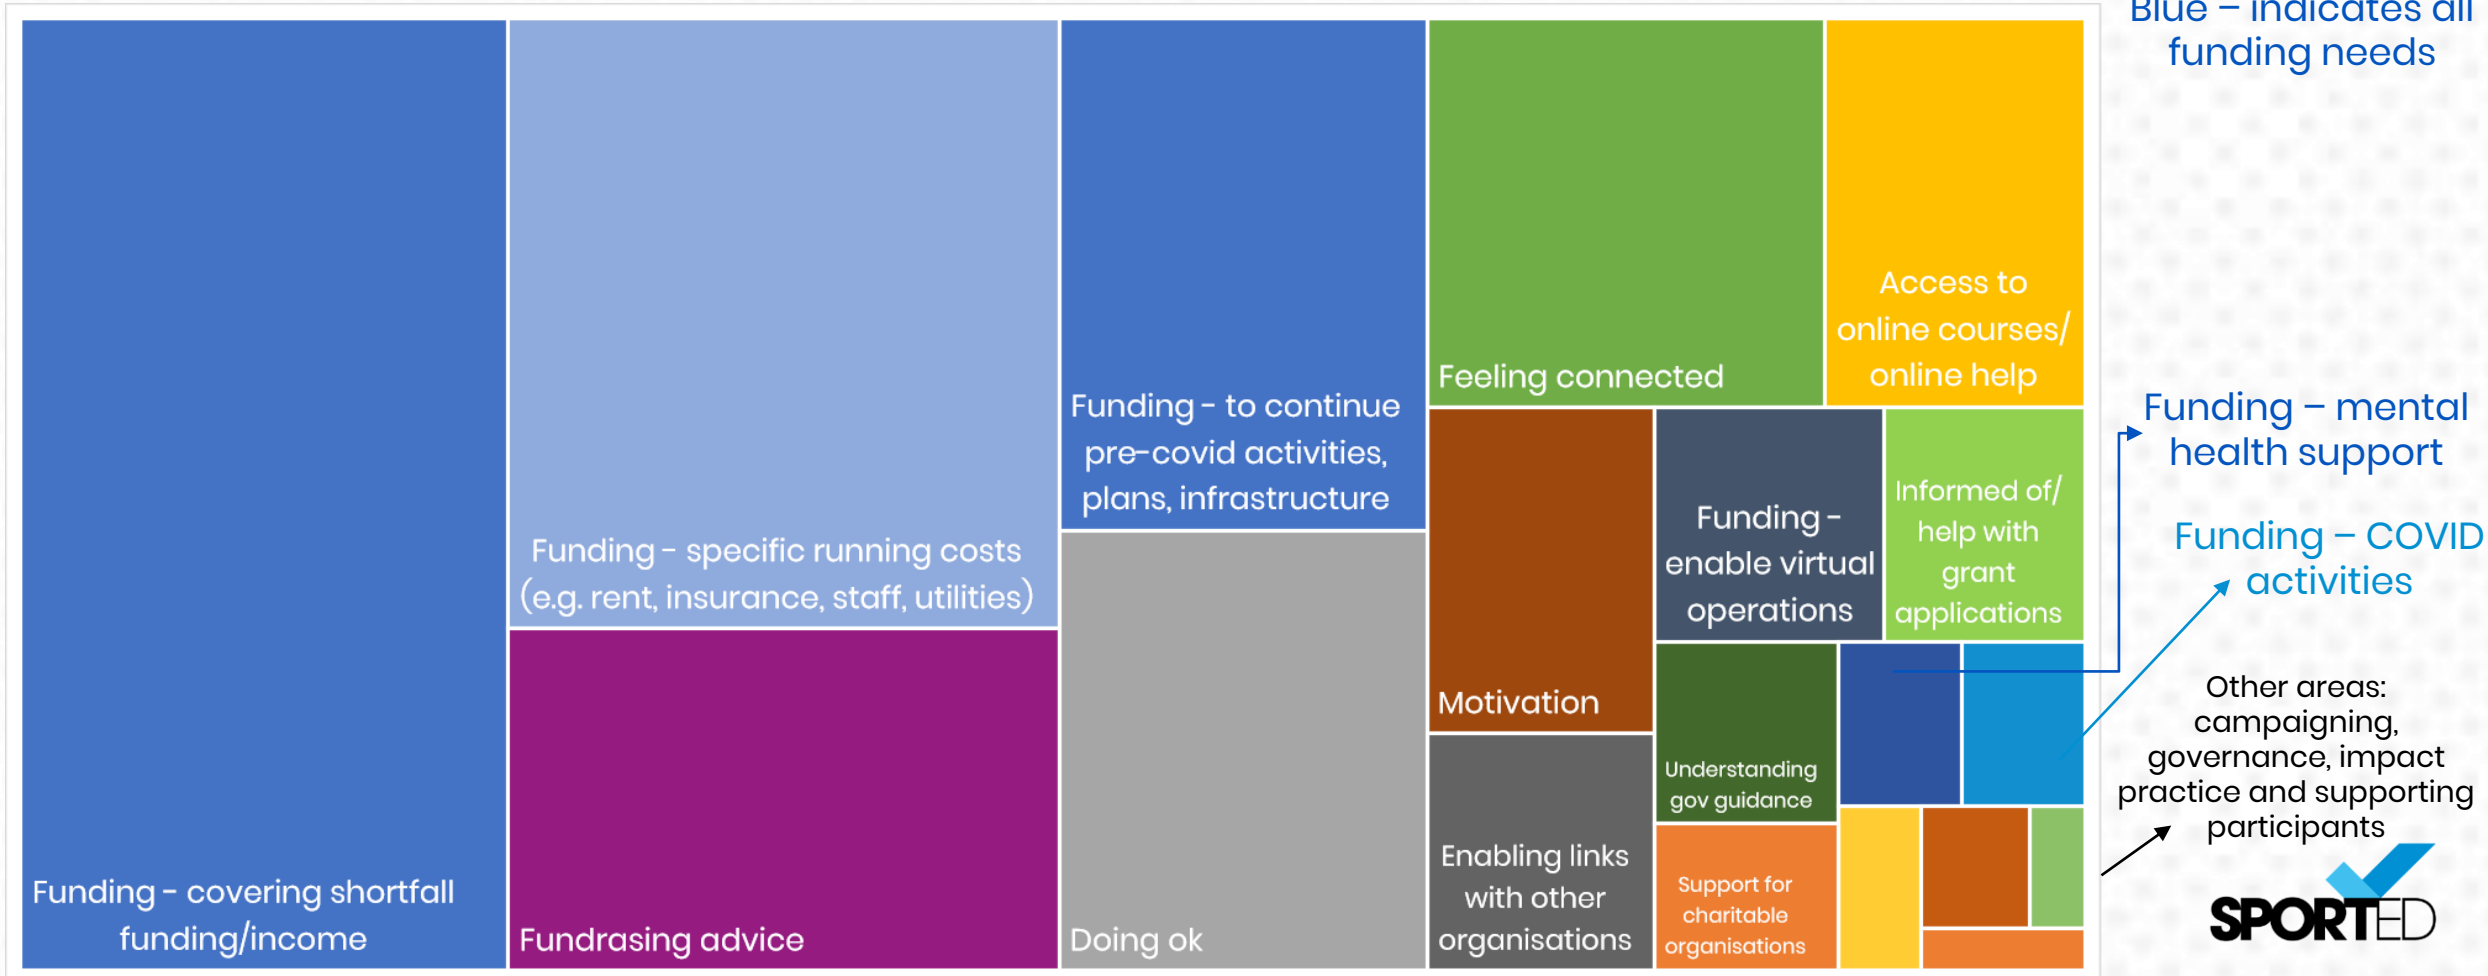 Blue – indicates all
funding needs
Funding - covering shortfall
funding/income
Funding - specific running costs
(e.g. rent, insurance, staff, utilities)
Fundrasing advice
Funding - to continue
pre-covid activities,
plans, infrastructure
Doing ok
Feeling connected
Access to
online courses/
online help
Motivation
Funding -
enable virtual
operations
Informed of/
help with
grant
applications
Understanding
gov guidance
Enabling links
with other
organisations
Support for
charitable
organisations
Funding – mental
health support
Funding – COVID
activities
Other areas:
campaigning,
governance, impact
practice and supporting
participants
SPORTED